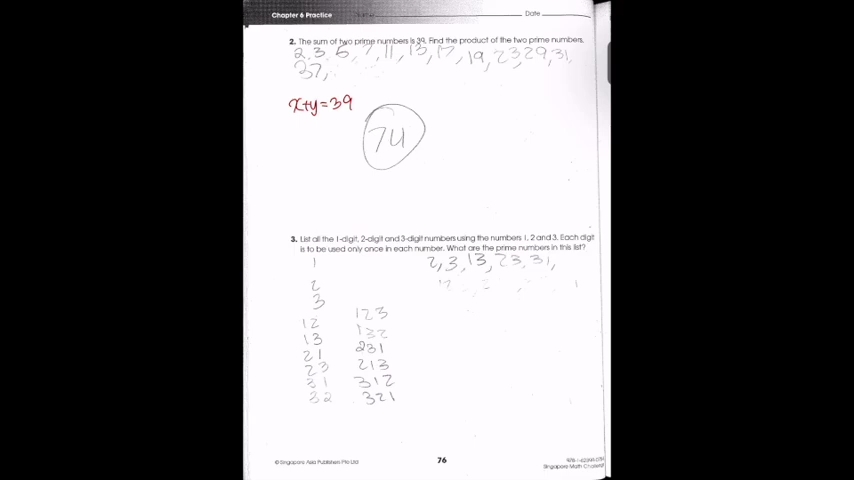 Chapter 6 Practice Date
2. The sum of two prime numbers is 39. Find the product of the two prime numbers.
2, 3, 5, 7, 11, 13, 17, 19, 23, 29, 31,
37,
x+y=39
74
3. List all the 1-digit, 2-digit and 3-digit numbers using the numbers 1, 2 and 3. Each digit
is to be used only once in each number. What are the prime numbers in this list?
1 2, 3, 13, 23, 31,
2
3
12 123
13 132
21 231
23 213
31 312
32 321
© Singapore Asia Publishers Pte Ltd 76
Singapore Math